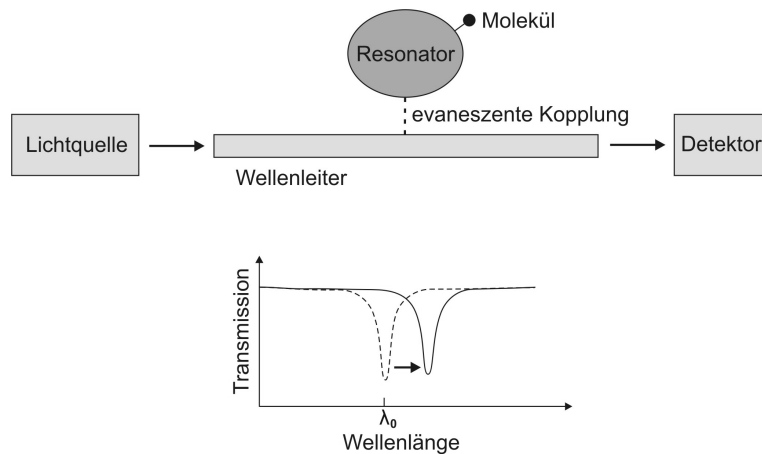 Molekül
Resonator
evaneszente Kopplung
Lichtquelle
Detektor
Wellenleiter
Transmission
λ₀
Wellenlänge